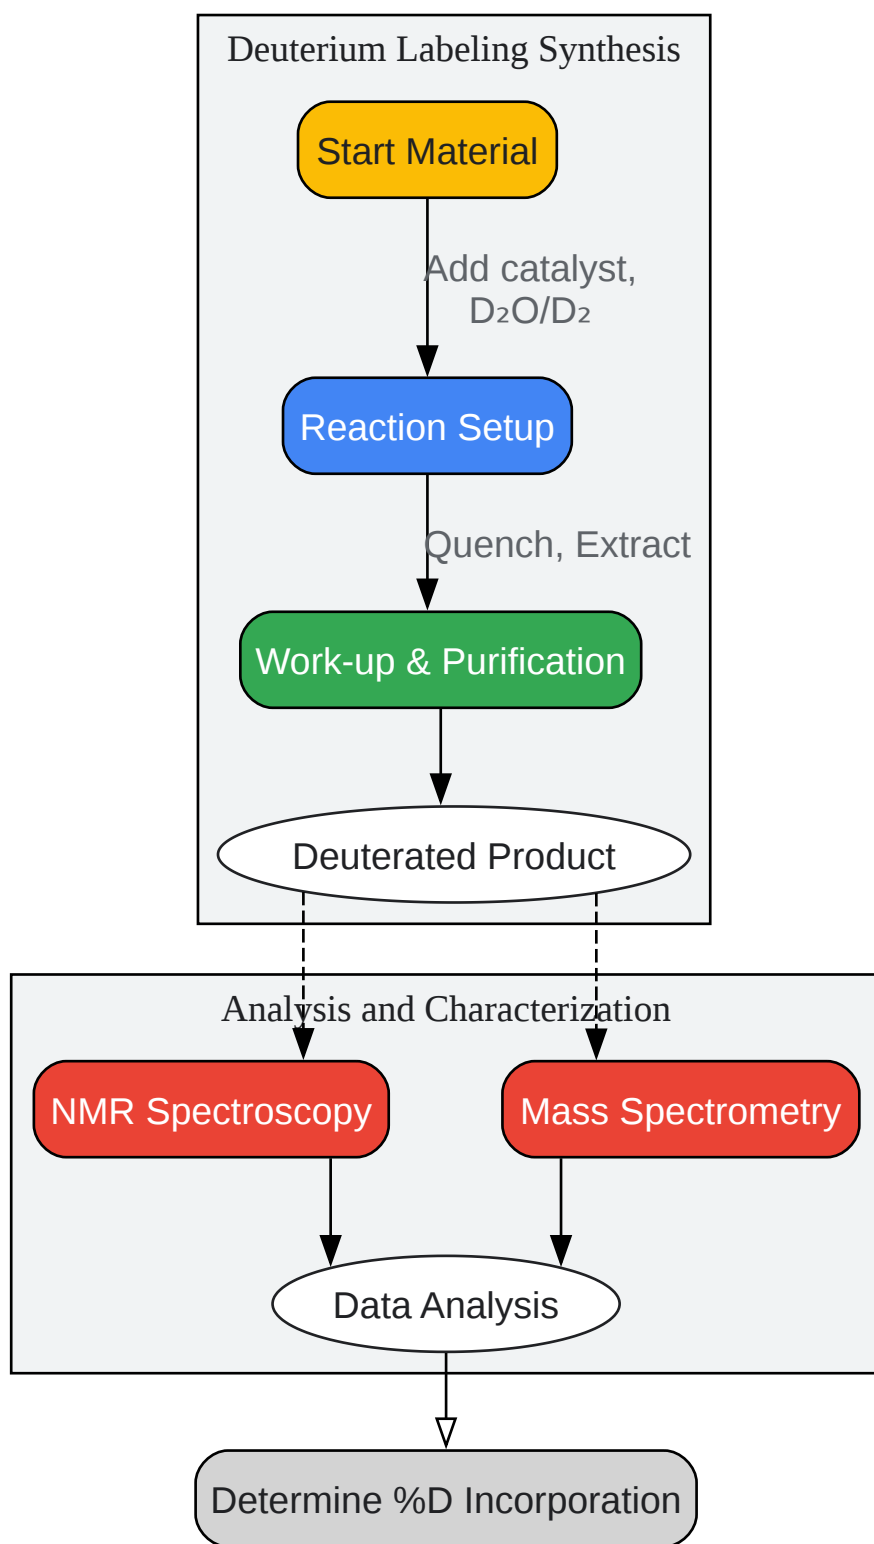 Deuterium Labeling Synthesis
Start Material
Add catalyst,
D₂O/D₂
Reaction Setup
Quench, Extract
Work-up & Purification
Deuterated Product
Analysis and Characterization
NMR Spectroscopy
Mass Spectrometry
Data Analysis
Determine %D Incorporation